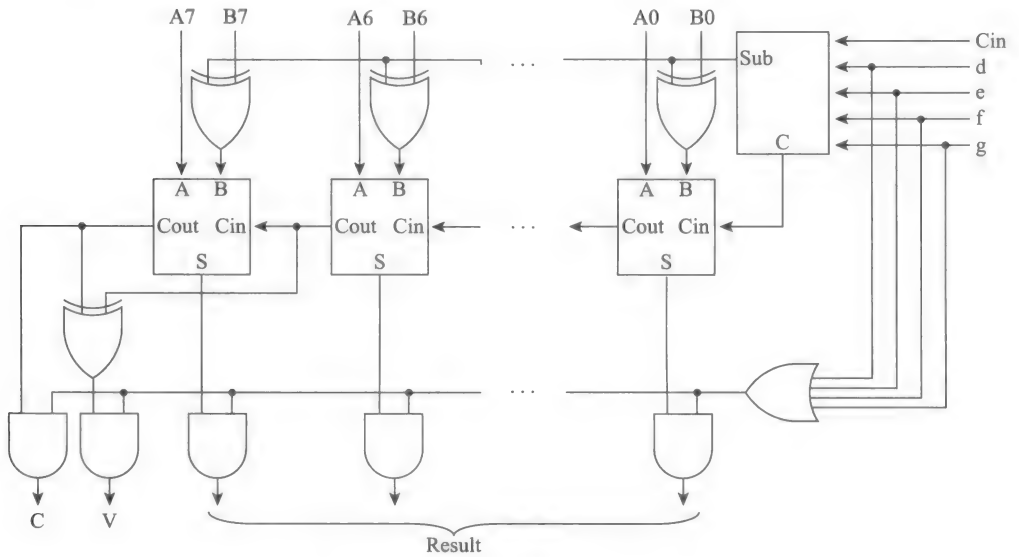 A7 B7 A6 B6 A0 B0
Cin
Sub
d
e
f
g
C
A B A B A B
Cout Cin Cout Cin ... Cout Cin
S S S
...
...
C V
Result